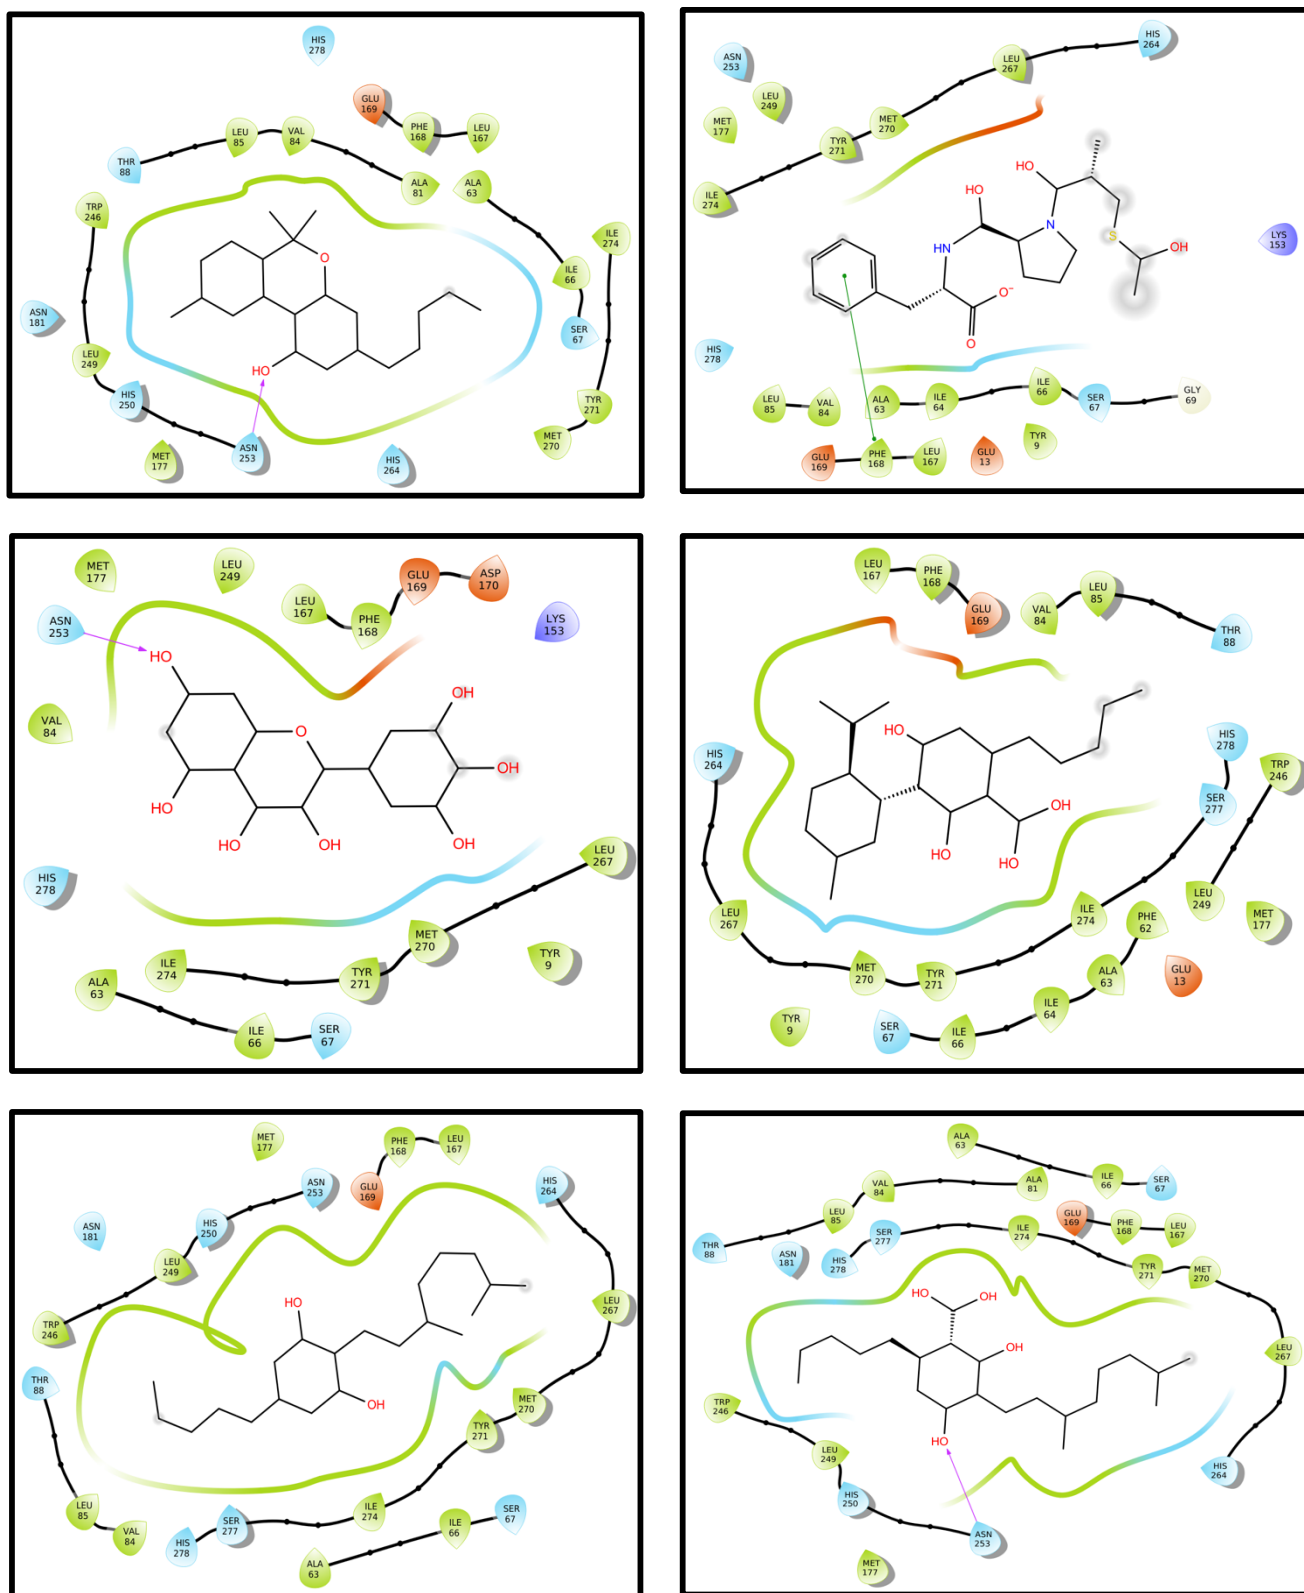 HIS
278
GLU
169
PHE
168
LEU
167
LEU
85
VAL
84
THR
88
ALA
81
ALA
63
TRP
246
ILE
274
O
ILE
66
ASN
181
SER
67
LEU
249
HO
HIS
250
TYR
271
MET
270
ASN
253
MET
177
HIS
264
HIS
264
ASN
253
LEU
267
LEU
249
MET
177
MET
270
TYR
271
ILE
274
HO
HO
N
LYS
153
S
OH
HN
O⁻
O
HIS
278
LEU
85
VAL
84
ALA
63
ILE
64
ILE
66
SER
67
GLY
69
TYR
9
GLU
169
PHE
168
LEU
167
GLU
13
MET
177
LEU
249
GLU
169
ASP
170
LEU
167
PHE
168
LYS
153
ASN
253
HO
OH
VAL
84
O
OH
HO
HO
OH
OH
LEU
267
HIS
278
MET
270
TYR
9
ILE
274
TYR
271
ALA
63
ILE
66
SER
67
LEU
167
PHE
168
GLU
169
VAL
84
LEU
85
THR
88
HO
HIS
264
HIS
278
TRP
246
SER
277
OH
HO
HO
LEU
267
ILE
274
PHE
62
LEU
249
MET
177
MET
270
TYR
271
ALA
63
GLU
13
ILE
64
TYR
9
SER
67
ILE
66
MET
177
PHE
168
LEU
167
ASN
253
GLU
169
HIS
264
ASN
181
HIS
250
LEU
249
HO
LEU
267
TRP
246
THR
88
OH
MET
270
TYR
271
LEU
85
VAL
84
HIS
278
SER
277
ILE
274
ILE
66
SER
67
ALA
63
ALA
63
VAL
84
ALA
81
ILE
66
SER
67
LEU
85
THR
88
ASN
181
HIS
278
SER
277
ILE
274
GLU
169
PHE
168
LEU
167
TYR
271
MET
270
HO
OH
OH
LEU
267
TRP
246
HO
LEU
249
HIS
264
HIS
250
ASN
253
MET
177